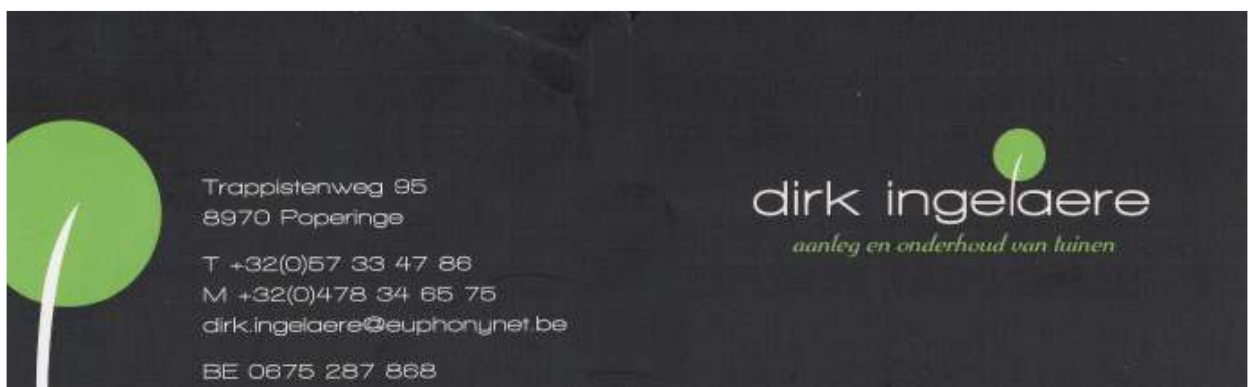 Trappistenweg 95
8970 Poperinge
T +32(0)57 33 47 86
M +32(0)478 34 65 75
dirk.ingelaere@euphonynet.be
BE 0675 287 868
dirk ingelaere
aanleg en onderhoud van tuinen